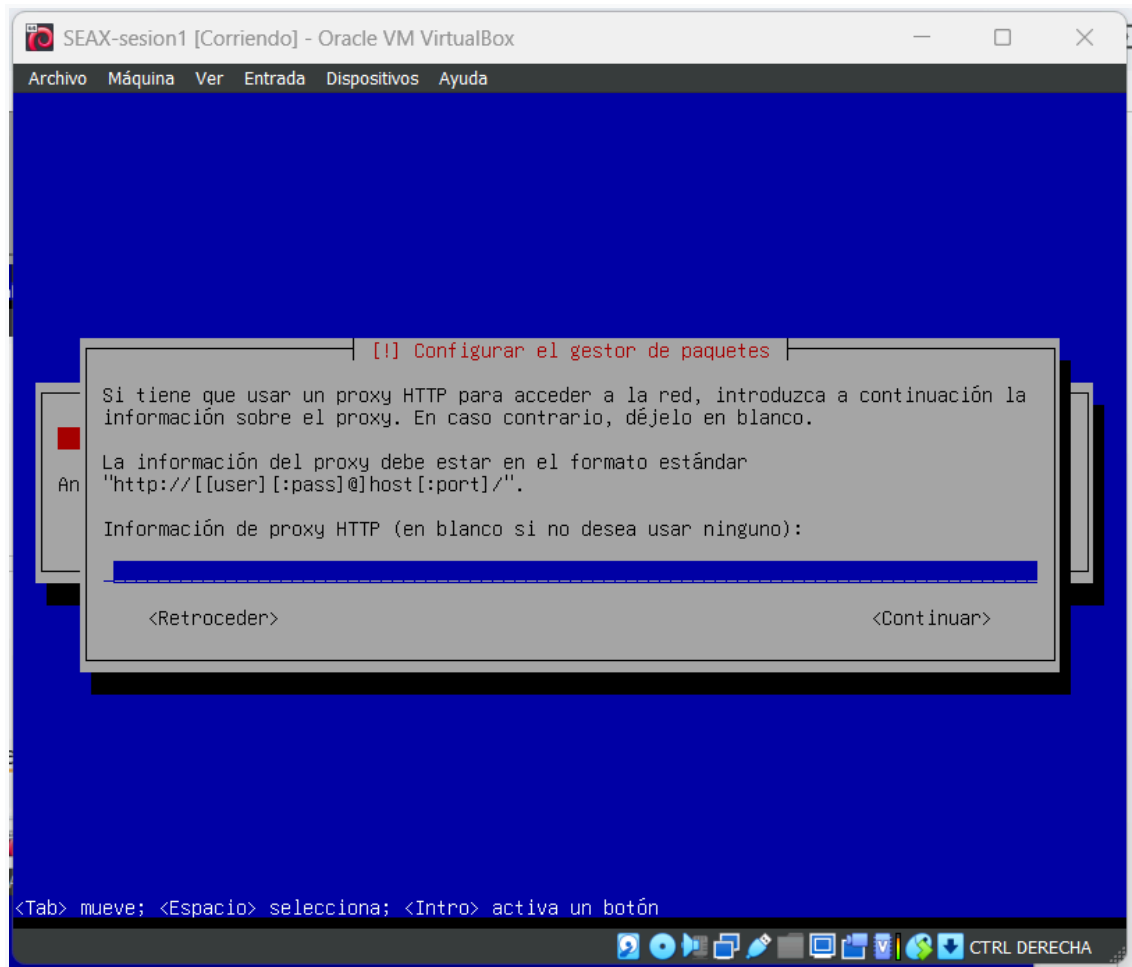 SEAX-sesion1 [Corriendo] - Oracle VM VirtualBox
Archivo Máquina Ver Entrada Dispositivos Ayuda
[!] Configurar el gestor de paquetes
Si tiene que usar un proxy HTTP para acceder a la red, introduzca a continuación la
información sobre el proxy. En caso contrario, déjelo en blanco.
La información del proxy debe estar en el formato estándar
An "http://[[user][:pass]@]host[:port]/".
Información de proxy HTTP (en blanco si no desea usar ninguno):
<Retroceder> <Continuar>
<Tab> mueve; <Espacio> selecciona; <Intro> activa un botón
CTRL DERECHA